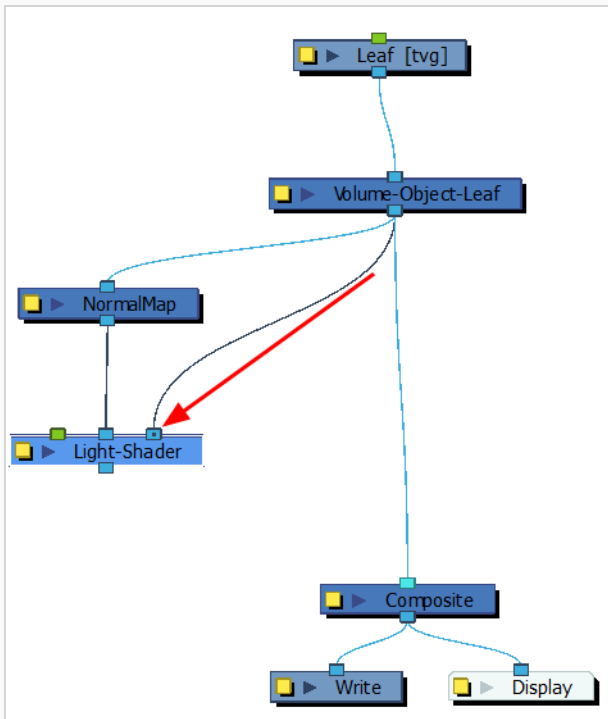 Leaf [tvg]
Volume-Object-Leaf
NormalMap
Light-Shader
Composite
Write
Display